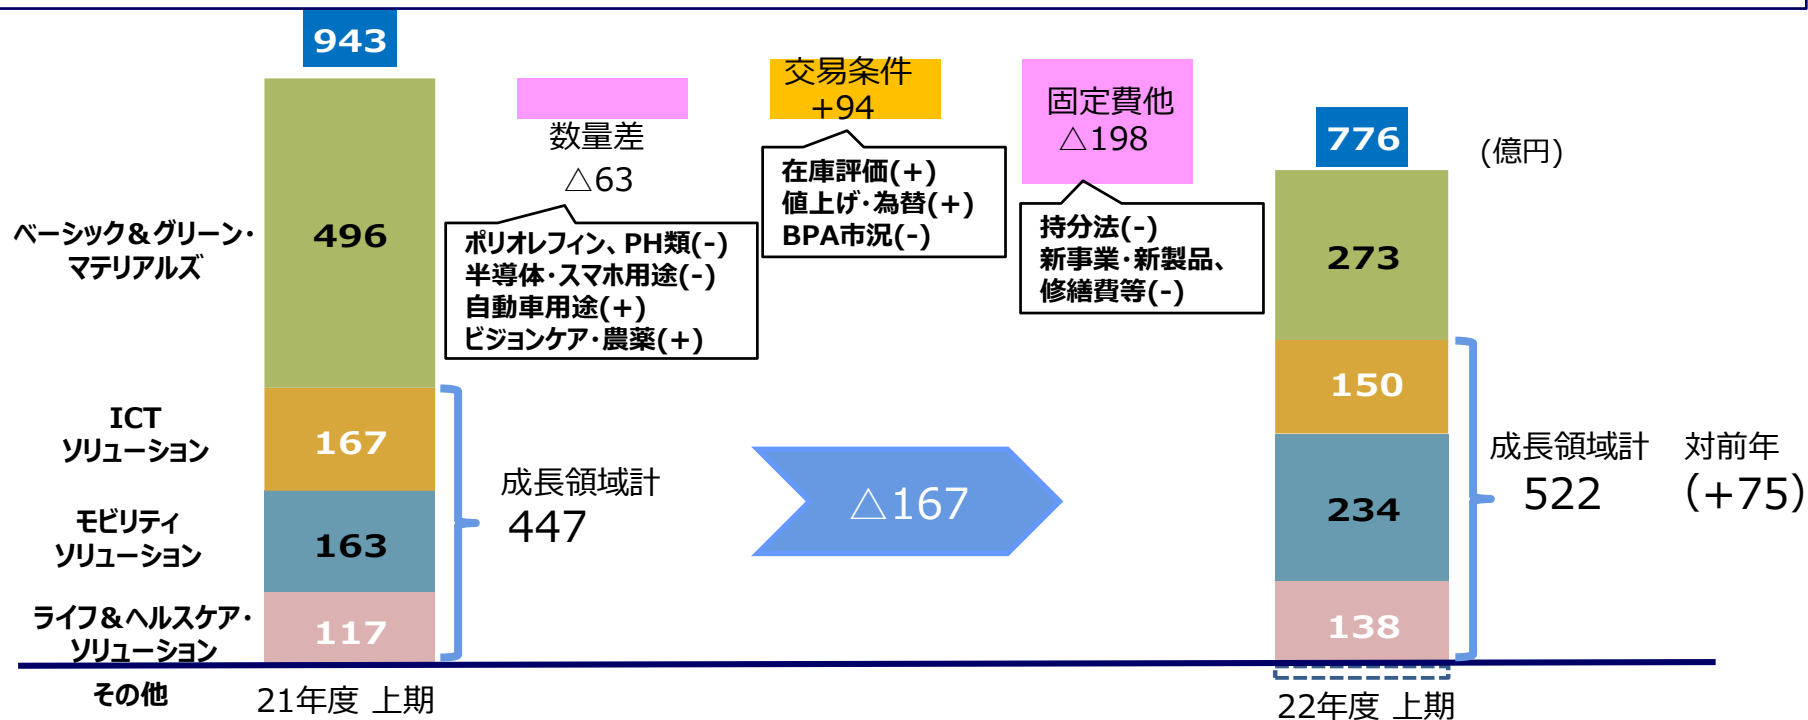 943
交易条件
+94
固定費他
△198
数量差
△63
776
(億円)
在庫評価(+)
値上げ・為替(+)
BPA市況(-)
持分法(-)
新事業・新製品、
修繕費等(-)
ポリオレフィン、PH類(-)
半導体・スマホ用途(-)
自動車用途(+)
ビジョンケア・農薬(+)
ベーシック&グリーン・
マテリアルズ
496
273
ICT
ソリューション
167
150
モビリティ
ソリューション
163
234
ライフ&ヘルスケア・
ソリューション
117
138
成長領域計
447
△167
成長領域計
522
対前年
(+75)
その他
21年度 上期
22年度 上期